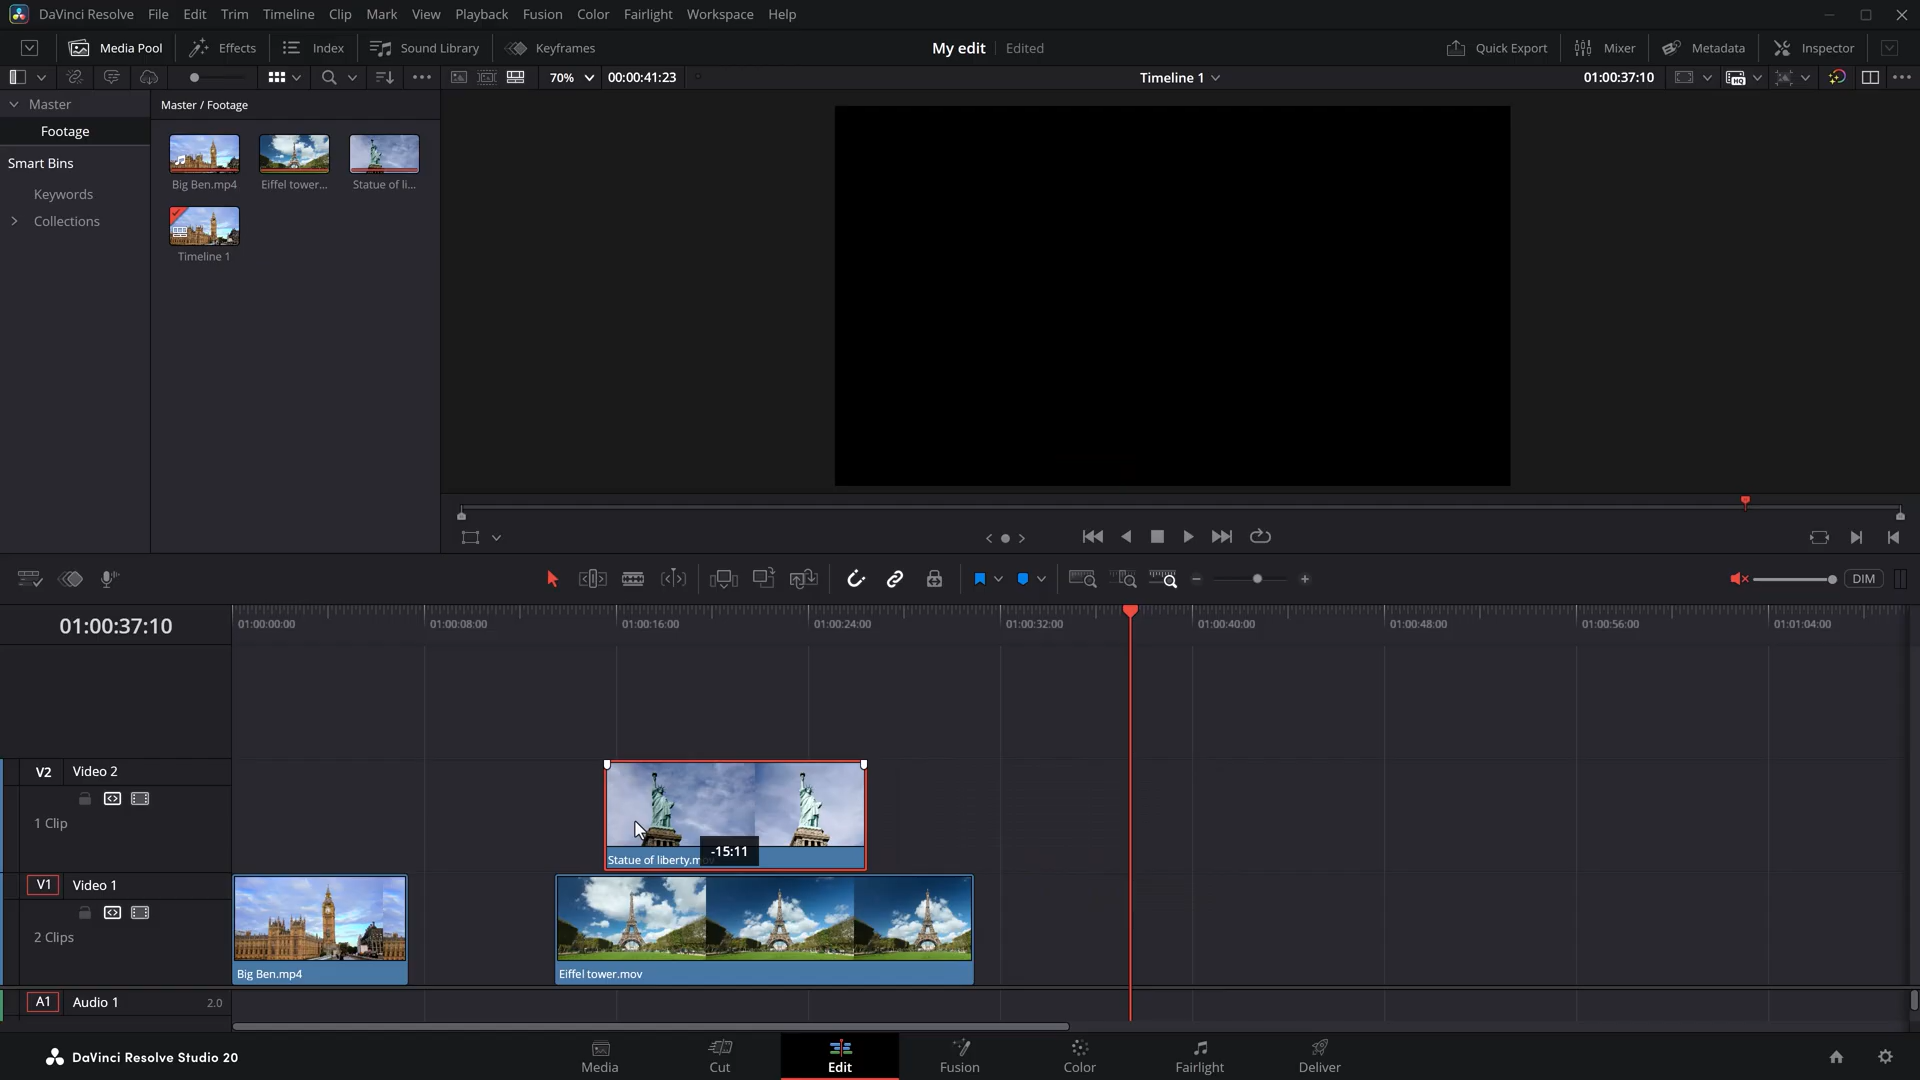 DaVinci Resolve File Edit Trim Timeline Clip Mark View Playback Fusion Color Fairlight Workspace Help
Media Pool Effects Index Sound Library Keyframes My edit Edited Quick Export Mixer Metadata Inspector
70% 00:00:41:23 Timeline 1 01:00:37:10
Master
Master / Footage
Footage
Smart Bins
Keywords
Collections
Big Ben.mp4 Eiffel tower... Statue of li...
Timeline 1
DIM
01:00:37:10
01:00:00:00 01:00:08:00 01:00:16:00 01:00:24:00 01:00:32:00 01:00:40:00 01:00:48:00 01:00:56:00 01:01:04:00
V2 Video 2
1 Clip
-15:11
Statue of liberty.m
V1 Video 1
2 Clips
Big Ben.mp4
Eiffel tower.mov
A1 Audio 1 2.0
DaVinci Resolve Studio 20
Media Cut Edit Fusion Color Fairlight Deliver